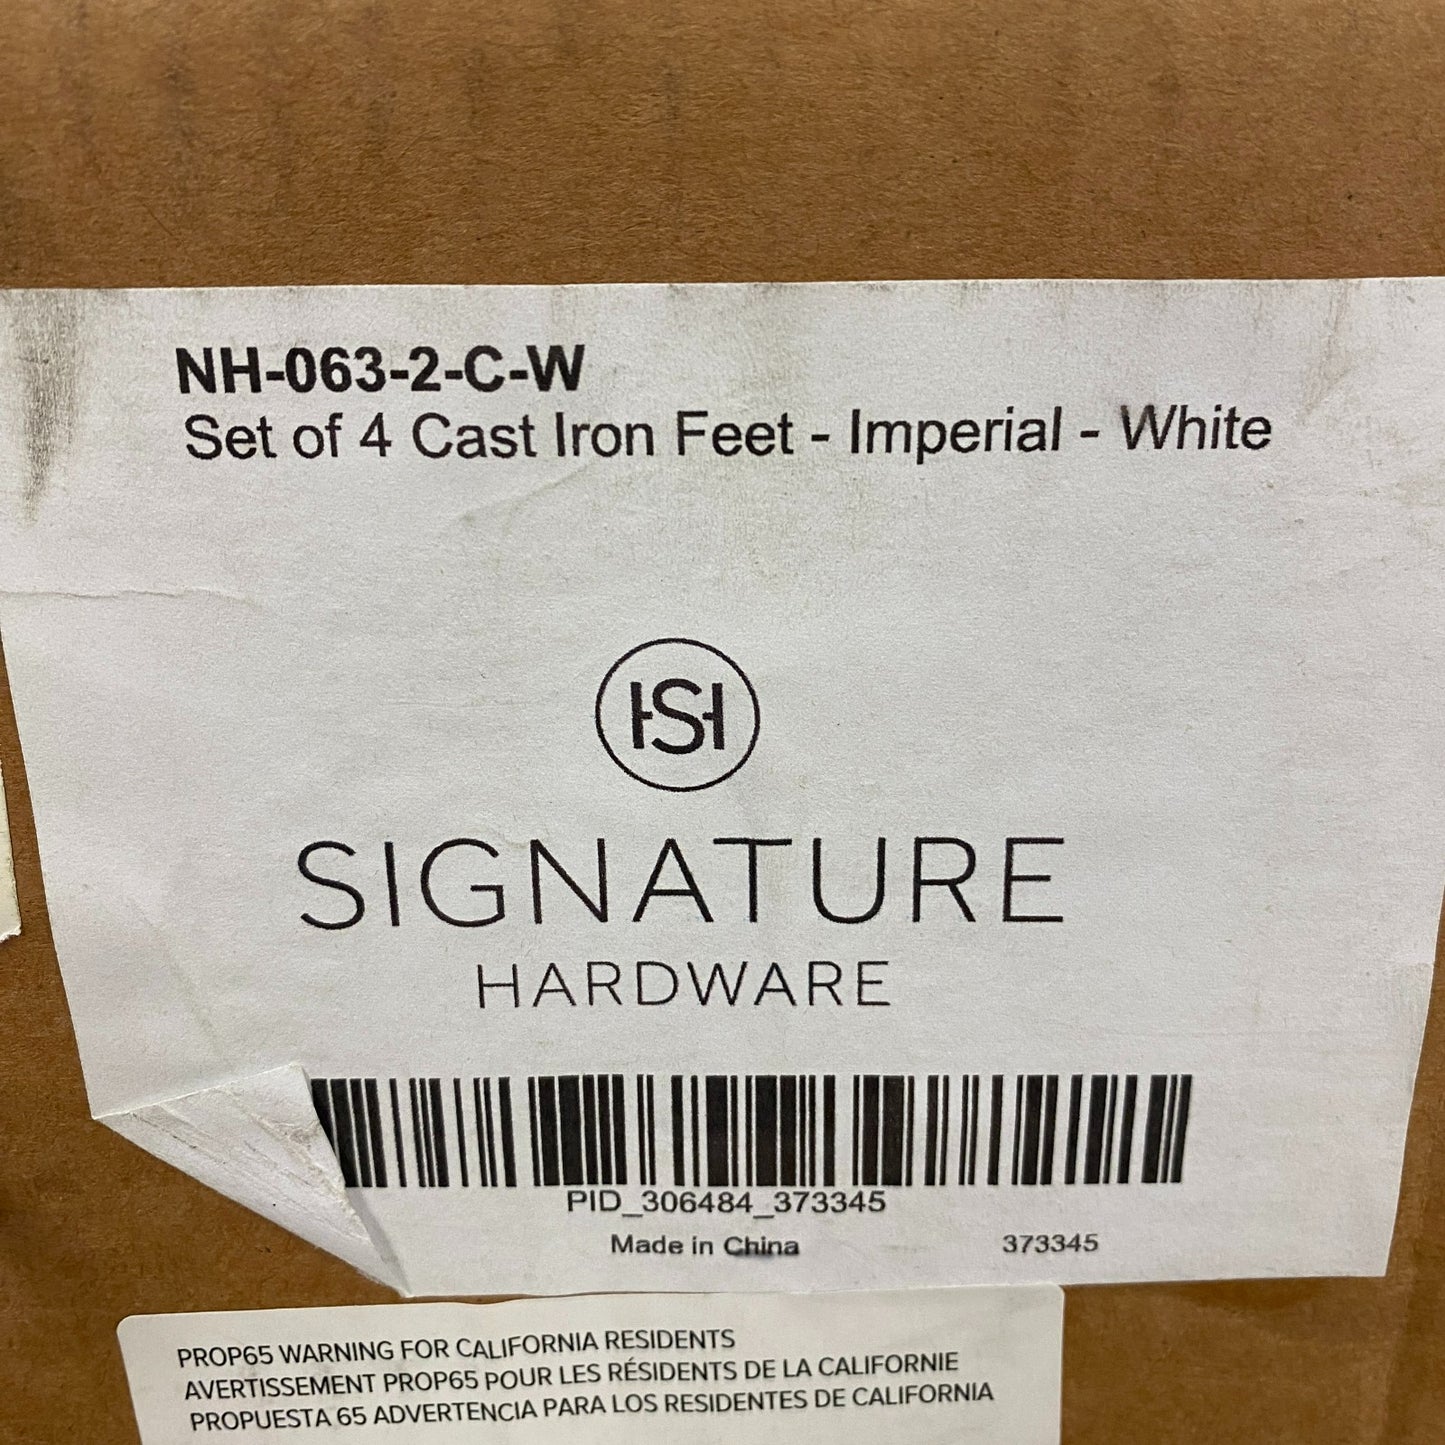 NH-063-2-C-W
Set of 4 Cast Iron Feet - Imperial - White
HSH
SIGNATURE
HARDWARE
PID_306484_373345
Made in China 373345
PROP65 WARNING FOR CALIFORNIA RESIDENTS
AVERTISSEMENT PROP65 POUR LES RÉSIDENTS DE LA CALIFORNIE
PROPUESTA 65 ADVERTENCIA PARA LOS RESIDENTES DE CALIFORNIA